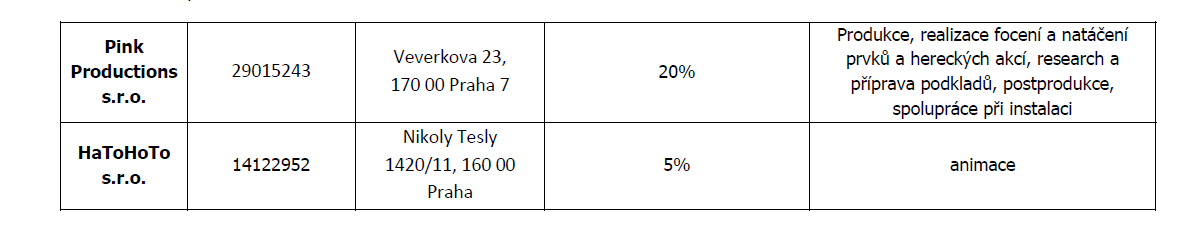 Pink
Productions
s.r.o.
29015243
Veverkova 23,
170 00 Praha 7
20%
Produkce, realizace focení a natáčení
prvků a hereckých akcí, research a
příprava podkladů, postprodukce,
spolupráce při instalaci
HaToHoTo
s.r.o.
14122952
Nikoly Tesly
1420/11, 160 00
Praha
5%
animace